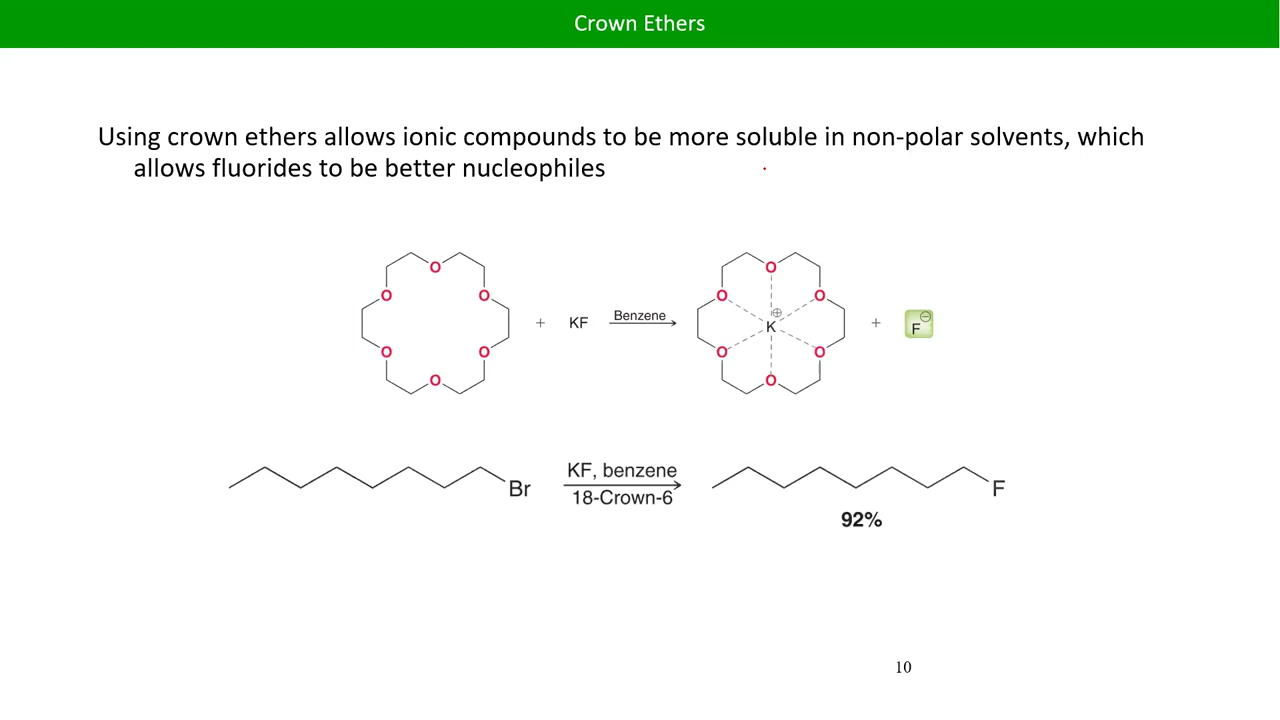 Crown Ethers
Using crown ethers allows ionic compounds to be more soluble in non-polar solvents, which
allows fluorides to be better nucleophiles
O
O O
O O
O
+ KF
Benzene
O
O O
K ⊕
O O
O
+ F ⊖
Br
KF, benzene
18-Crown-6
F
92%
10